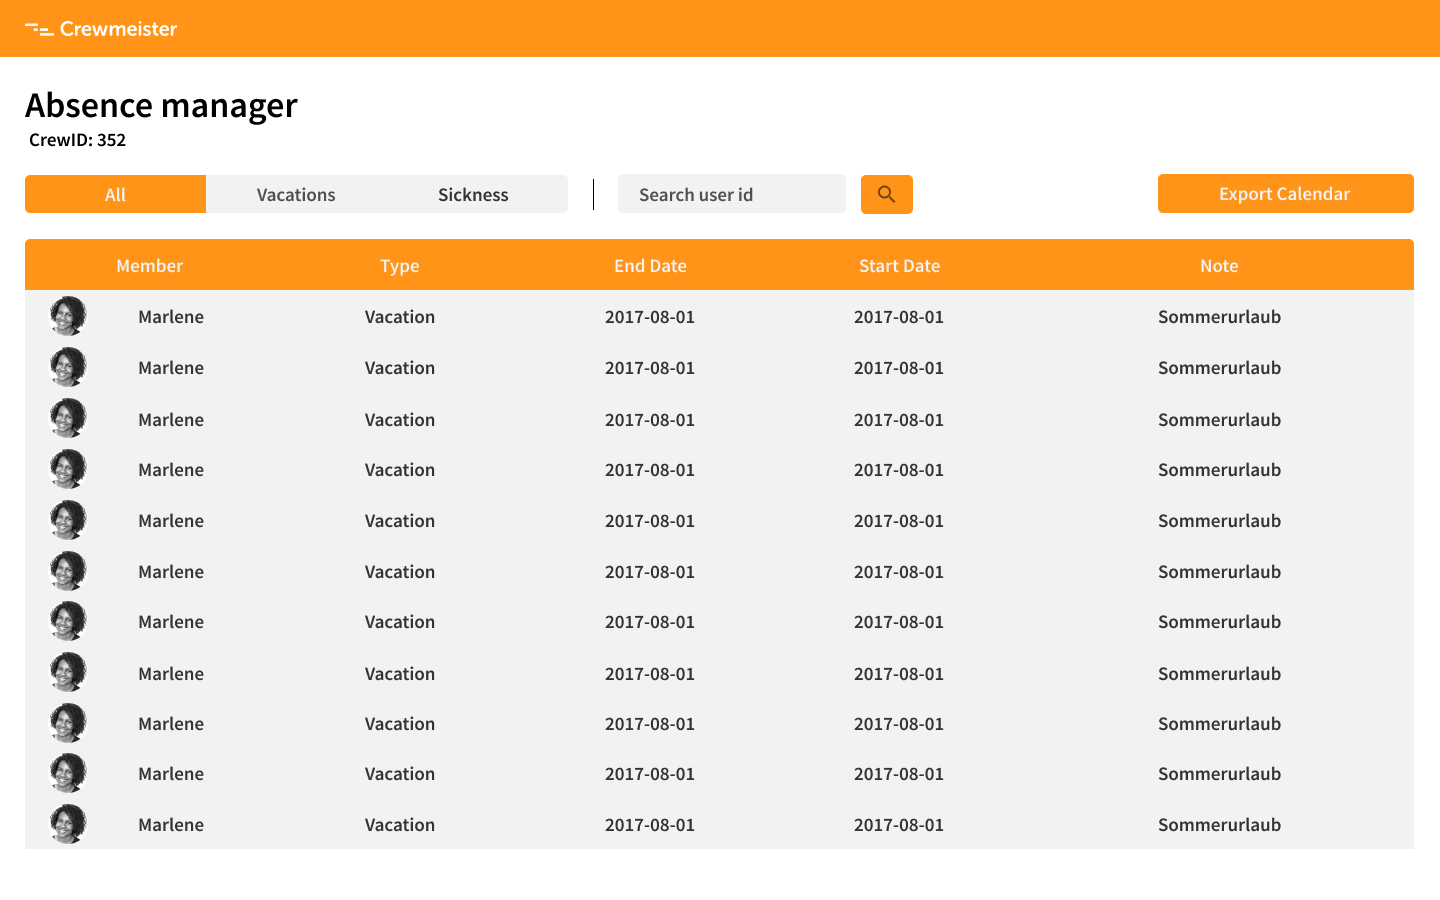 Crewmeister
Absence manager
CrewID: 352
All Vacations Sickness Search user id Export Calendar
Member Type End Date Start Date Note
Marlene Vacation 2017-08-01 2017-08-01 Sommerurlaub
Marlene Vacation 2017-08-01 2017-08-01 Sommerurlaub
Marlene Vacation 2017-08-01 2017-08-01 Sommerurlaub
Marlene Vacation 2017-08-01 2017-08-01 Sommerurlaub
Marlene Vacation 2017-08-01 2017-08-01 Sommerurlaub
Marlene Vacation 2017-08-01 2017-08-01 Sommerurlaub
Marlene Vacation 2017-08-01 2017-08-01 Sommerurlaub
Marlene Vacation 2017-08-01 2017-08-01 Sommerurlaub
Marlene Vacation 2017-08-01 2017-08-01 Sommerurlaub
Marlene Vacation 2017-08-01 2017-08-01 Sommerurlaub
Marlene Vacation 2017-08-01 2017-08-01 Sommerurlaub